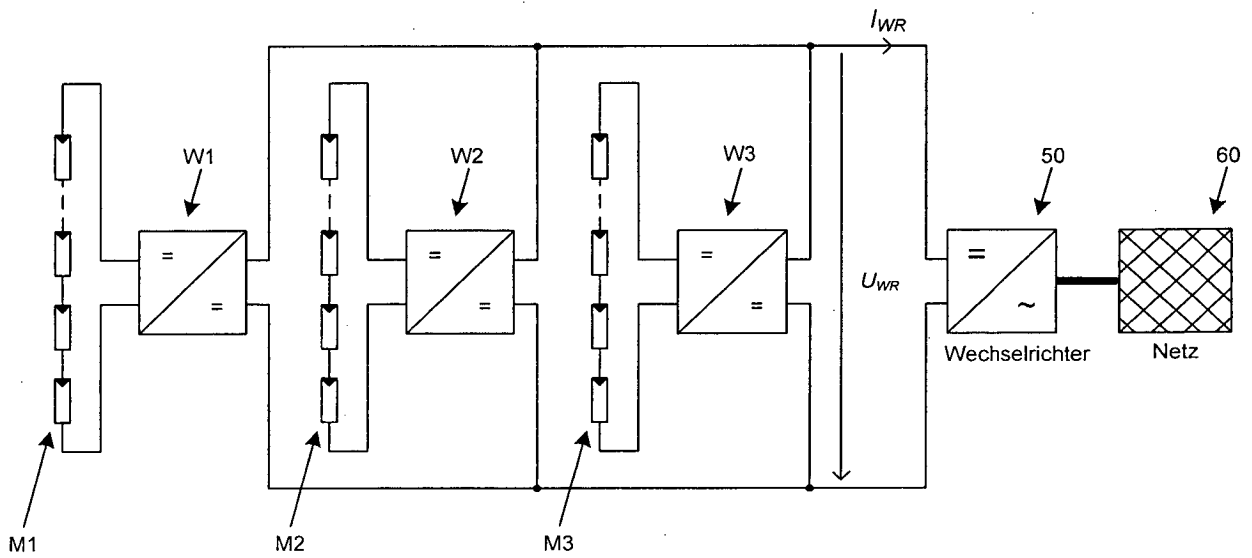 I_WR
W1
W2
W3
50
60
=
=
=
=
=
=
=
~
U_WR
Wechselrichter
Netz
M1
M2
M3